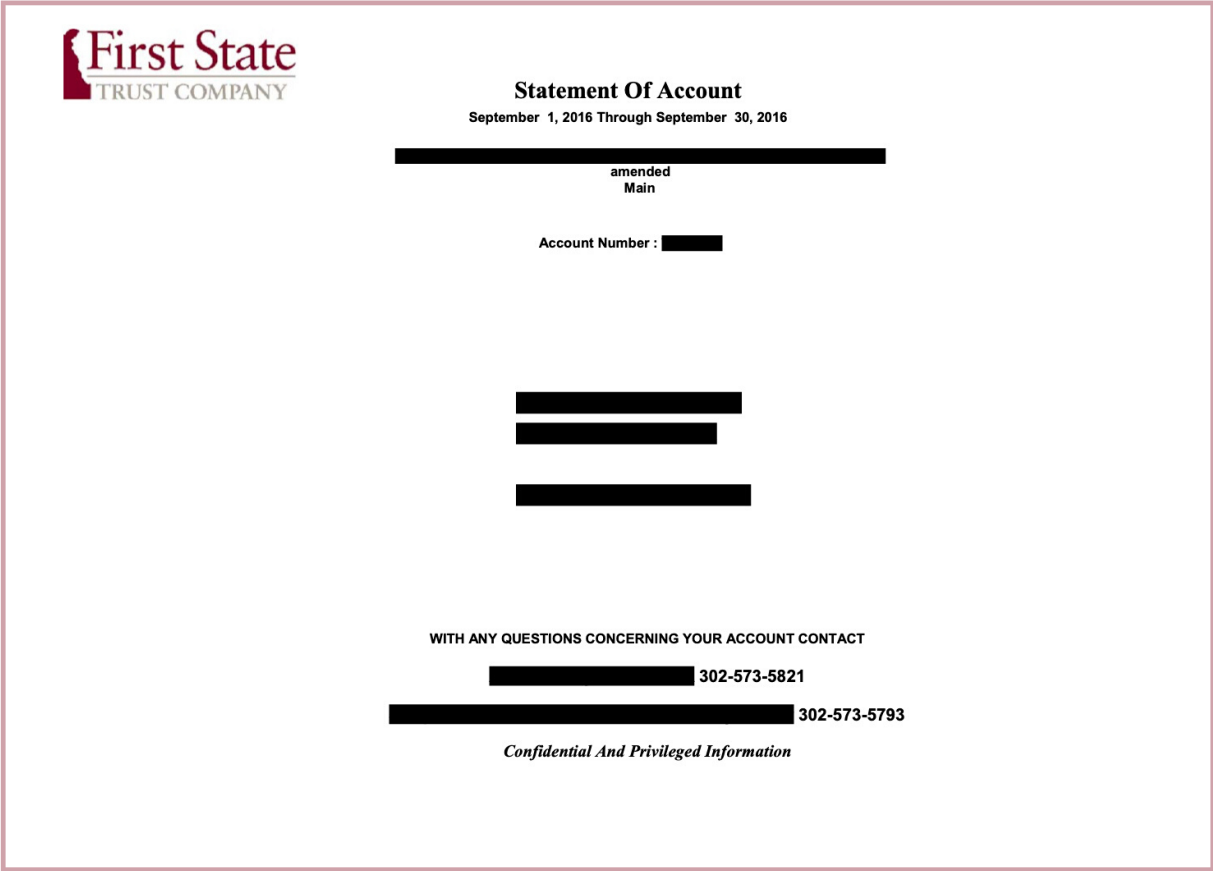 First State
TRUST COMPANY
Statement Of Account
September 1, 2016 Through September 30, 2016
amended
Main
Account Number :
WITH ANY QUESTIONS CONCERNING YOUR ACCOUNT CONTACT
302-573-5821
302-573-5793
Confidential And Privileged Information